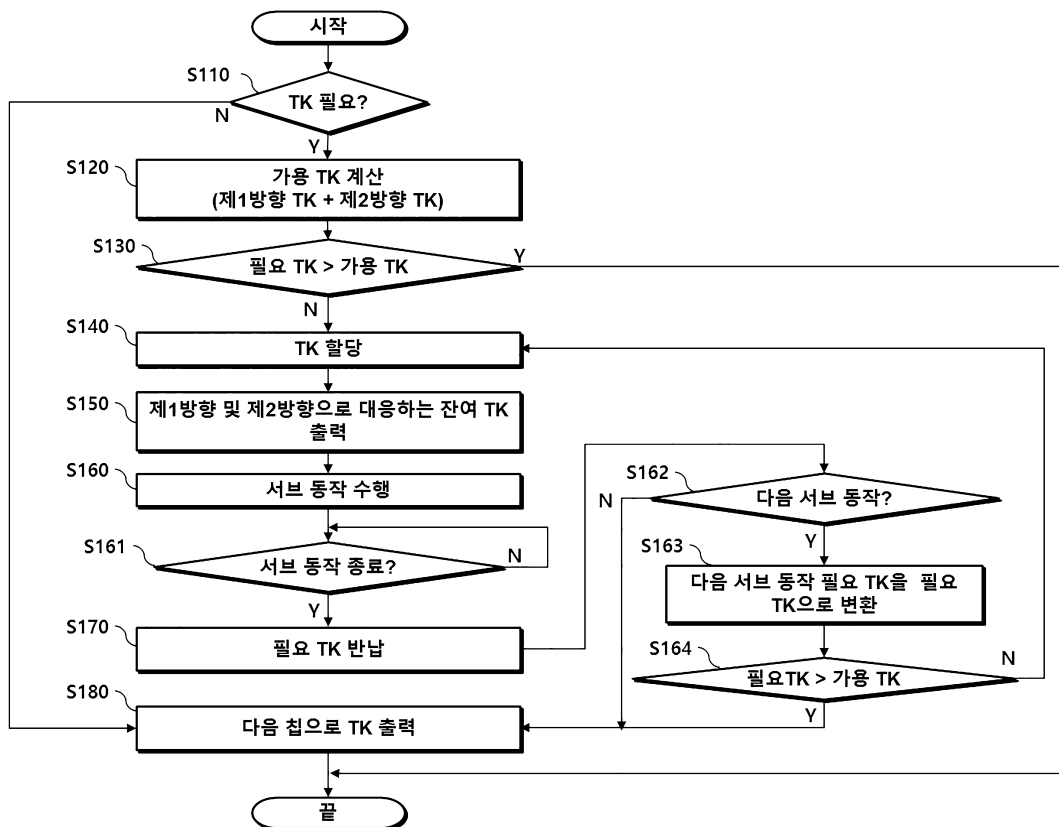 시작
S110
TK 필요?
N
Y
S120
가용 TK 계산
(제1방향 TK + 제2방향 TK)
S130
필요 TK > 가용 TK
Y
N
S140
TK 할당
S150
제1방향 및 제2방향으로 대응하는 잔여 TK
출력
S160
서브 동작 수행
S161
서브 동작 종료?
N
Y
S170
필요 TK 반납
S162
다음 서브 동작?
N
Y
S163
다음 서브 동작 필요 TK을 필요
TK으로 변환
S164
필요TK > 가용 TK
N
Y
S180
다음 칩으로 TK 출력
끝